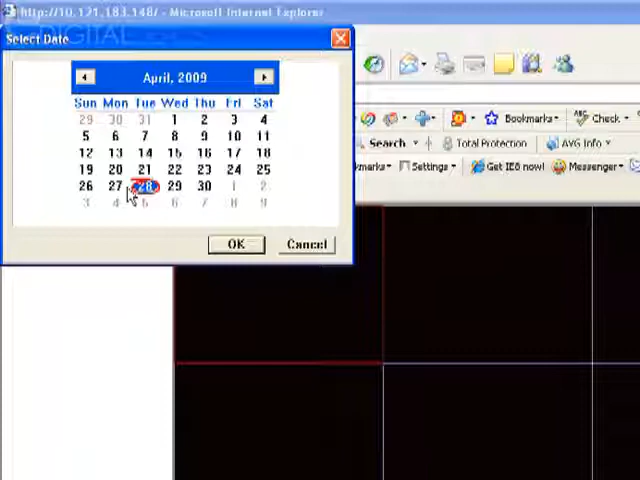 http://10.121.183.148/ - Microsoft Internet Explorer
DIGITAL
Select Date
April, 2009
Sun Mon Tue Wed Thu Fri Sat
29 30 31 1 2 3 4
5 6 7 8 9 10 11
12 13 14 15 16 17 18
19 20 21 22 23 24 25
26 27 28 29 30 1 2
3 4 5 6 7 8 9
OK Cancel
Bookmarks ABC Check
Search Total Protection AVG Info
marks Settings Get IE8 now! Messenger